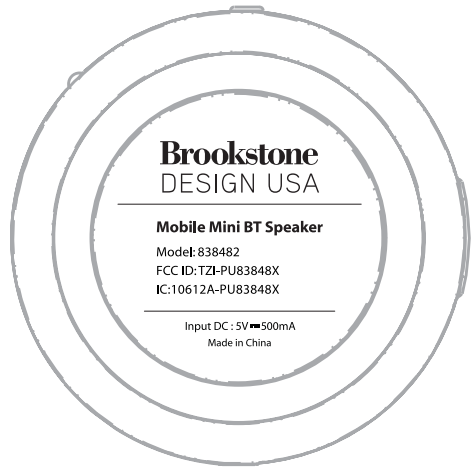 Brookstone
DESIGN USA
Mobile Mini BT Speaker
Model: 838482
FCC ID:TZI-PU83848X
IC:10612A-PU83848X
Input DC : 5V⎓500mA
Made in China